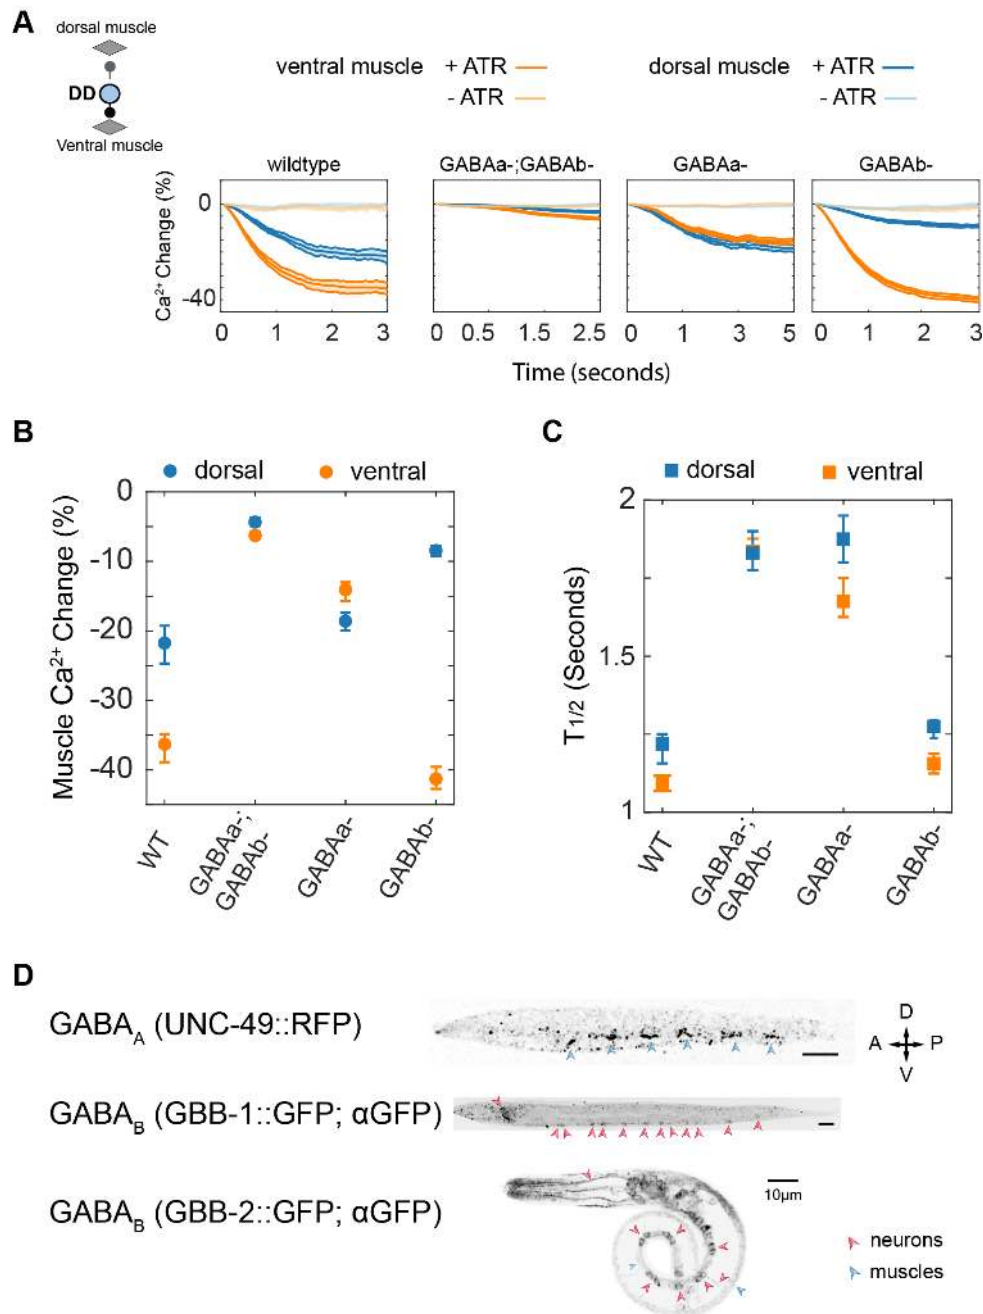 A
dorsal muscle
DD
Ventral muscle
ventral muscle + ATR
- ATR
dorsal muscle + ATR
- ATR
wildtype
GABAa-;GABAb-
GABAa-
GABAb-
Ca²⁺ Change (%)
0
-40
0 1 2 3
0 0.5 1.5 2.5
0 1 3 5
0 1 2 3
Time (seconds)
B
dorsal ventral
Muscle Ca²⁺ Change (%)
0
-10
-20
-30
-40
WT
GABAa-;
GABAb-
GABAa-
GABAb-
C
dorsal ventral
T1/2 (Seconds)
2
1.5
1
WT
GABAa-;
GABAb-
GABAa-
GABAb-
D
GABAA (UNC-49::RFP)
D
A P
V
GABAB (GBB-1::GFP; αGFP)
GABAB (GBB-2::GFP; αGFP)
10μm
neurons
muscles